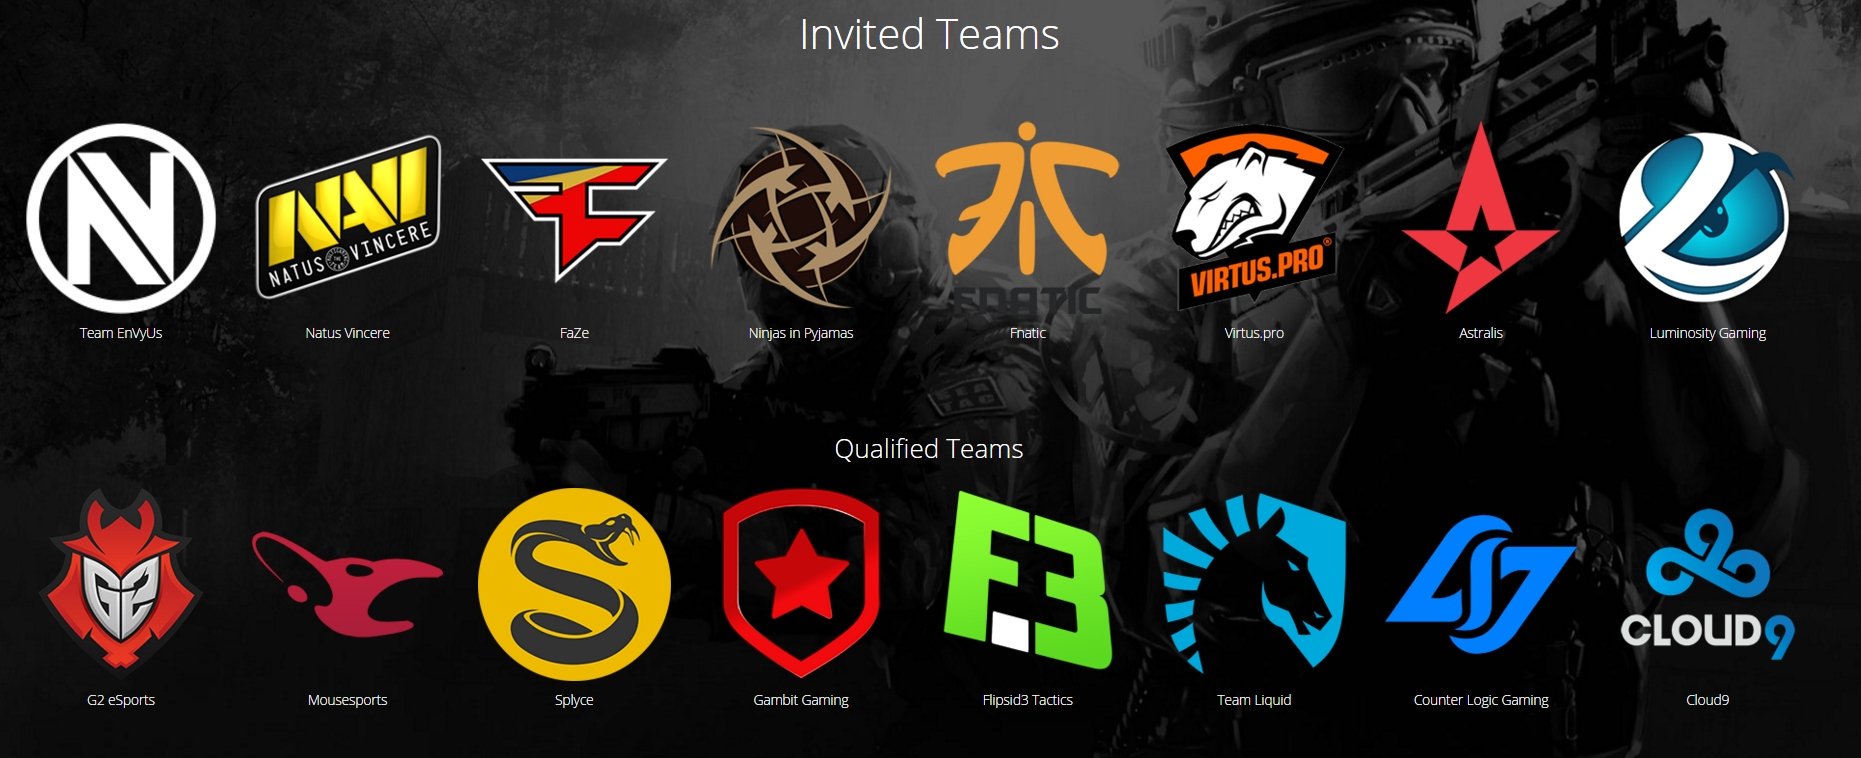 Invited Teams
NAVI
NATUS VINCERE
FNATIC
VIRTUS.PRO®
Team EnVyUs
Natus Vincere
FaZe
Ninjas in Pyjamas
Fnatic
Virtus.pro
Astralis
Luminosity Gaming
Qualified Teams
G2
F3
CLOUD9
G2 eSports
Mousesports
Splyce
Gambit Gaming
Flipsid3 Tactics
Team Liquid
Counter Logic Gaming
Cloud9